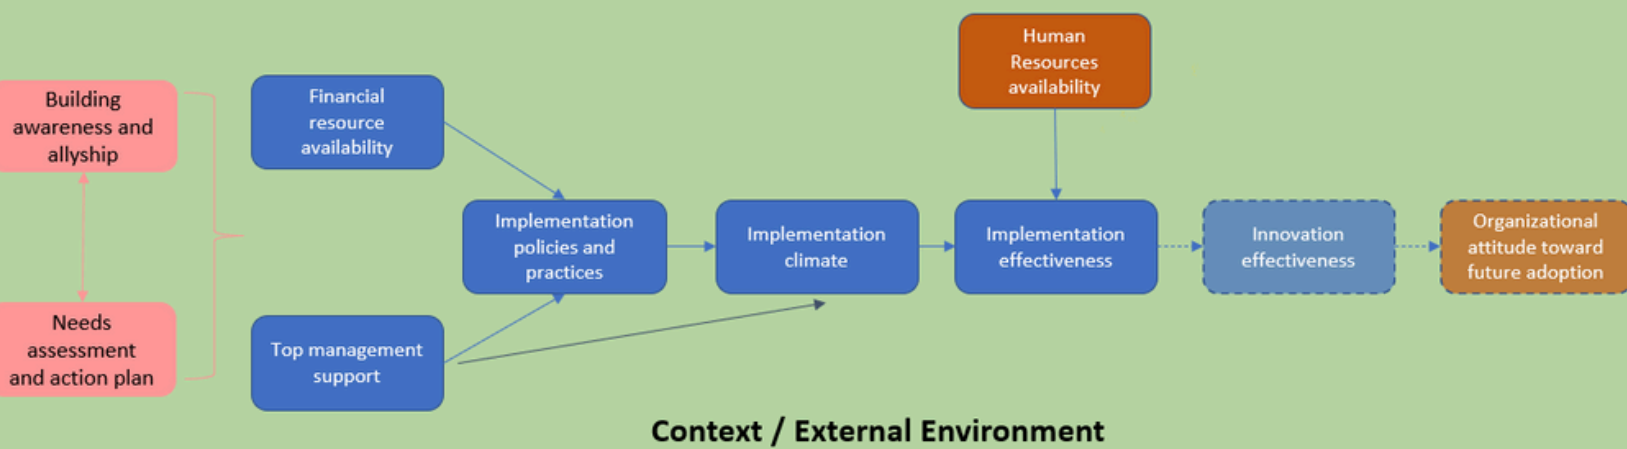 Building
awareness and
allyship
Needs
assessment
and action plan
Financial
resource
availability
Top management
support
Implementation
policies and
practices
Implementation
climate
Human
Resources
availability
Implementation
effectiveness
Innovation
effectiveness
Organizational
attitude toward
future adoption
Context / External Environment